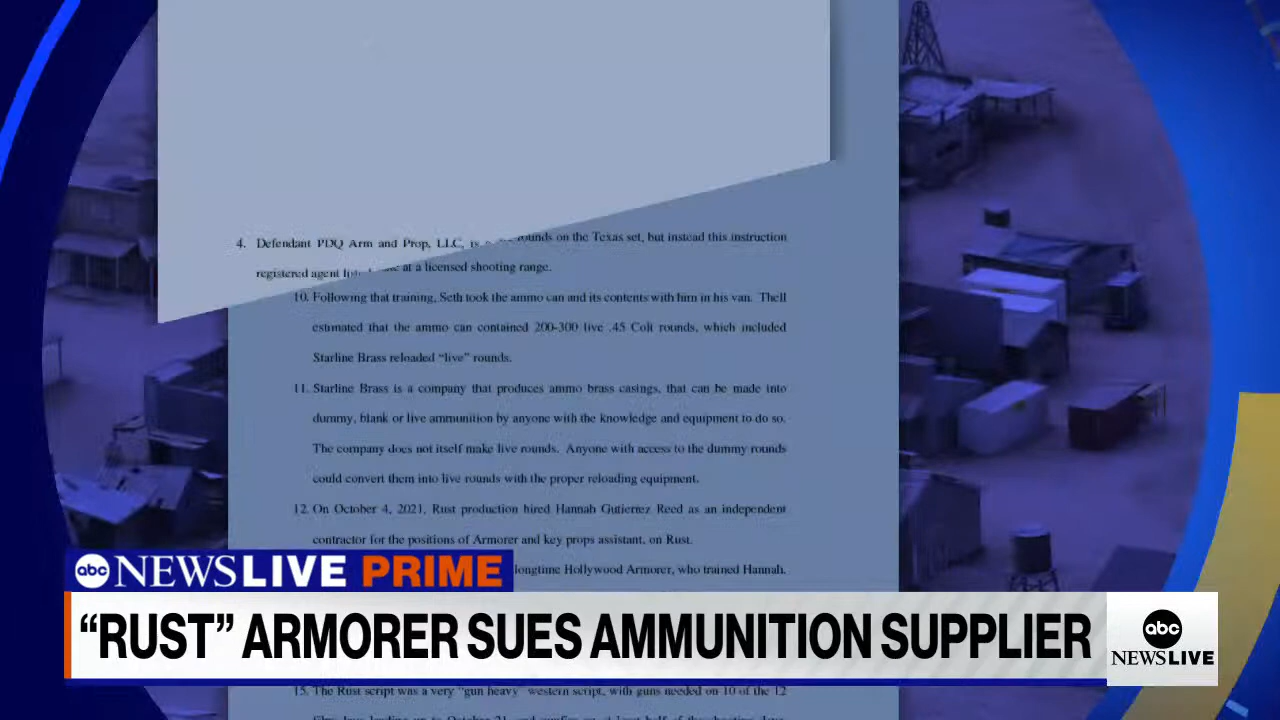 4. Defendant PDQ Arm and Prop, LLC, is
rounds on the Texas set, but instead this instruction
registered agent
at a licensed shooting range.
10. Following that training, Seth took the ammo can and its contents with him in his van. Thell
estimated that the ammo can contained 200-300 live .45 Colt rounds, which included
Starline Brass reloaded “live” rounds.
11. Starline Brass is a company that produces ammo brass casings, that can be made into
dummy, blank or live ammunition by anyone with the knowledge and equipment to do so.
The company does not itself make live rounds. Anyone with access to the dummy rounds
could convert them into live rounds with the proper reloading equipment.
12. On October 4, 2021, Rust production hired Hannah Gutierrez Reed as an independent
contractor for the positions of Armorer and key props assistant, on Rust.
longtime Hollywood Armorer, who trained Hannah.
abc NEWS LIVE PRIME
“RUST” ARMORER SUES AMMUNITION SUPPLIER
abc
NEWS LIVE
15. The Rust script was a very “gun heavy” western script, with guns needed on 10 of the 12